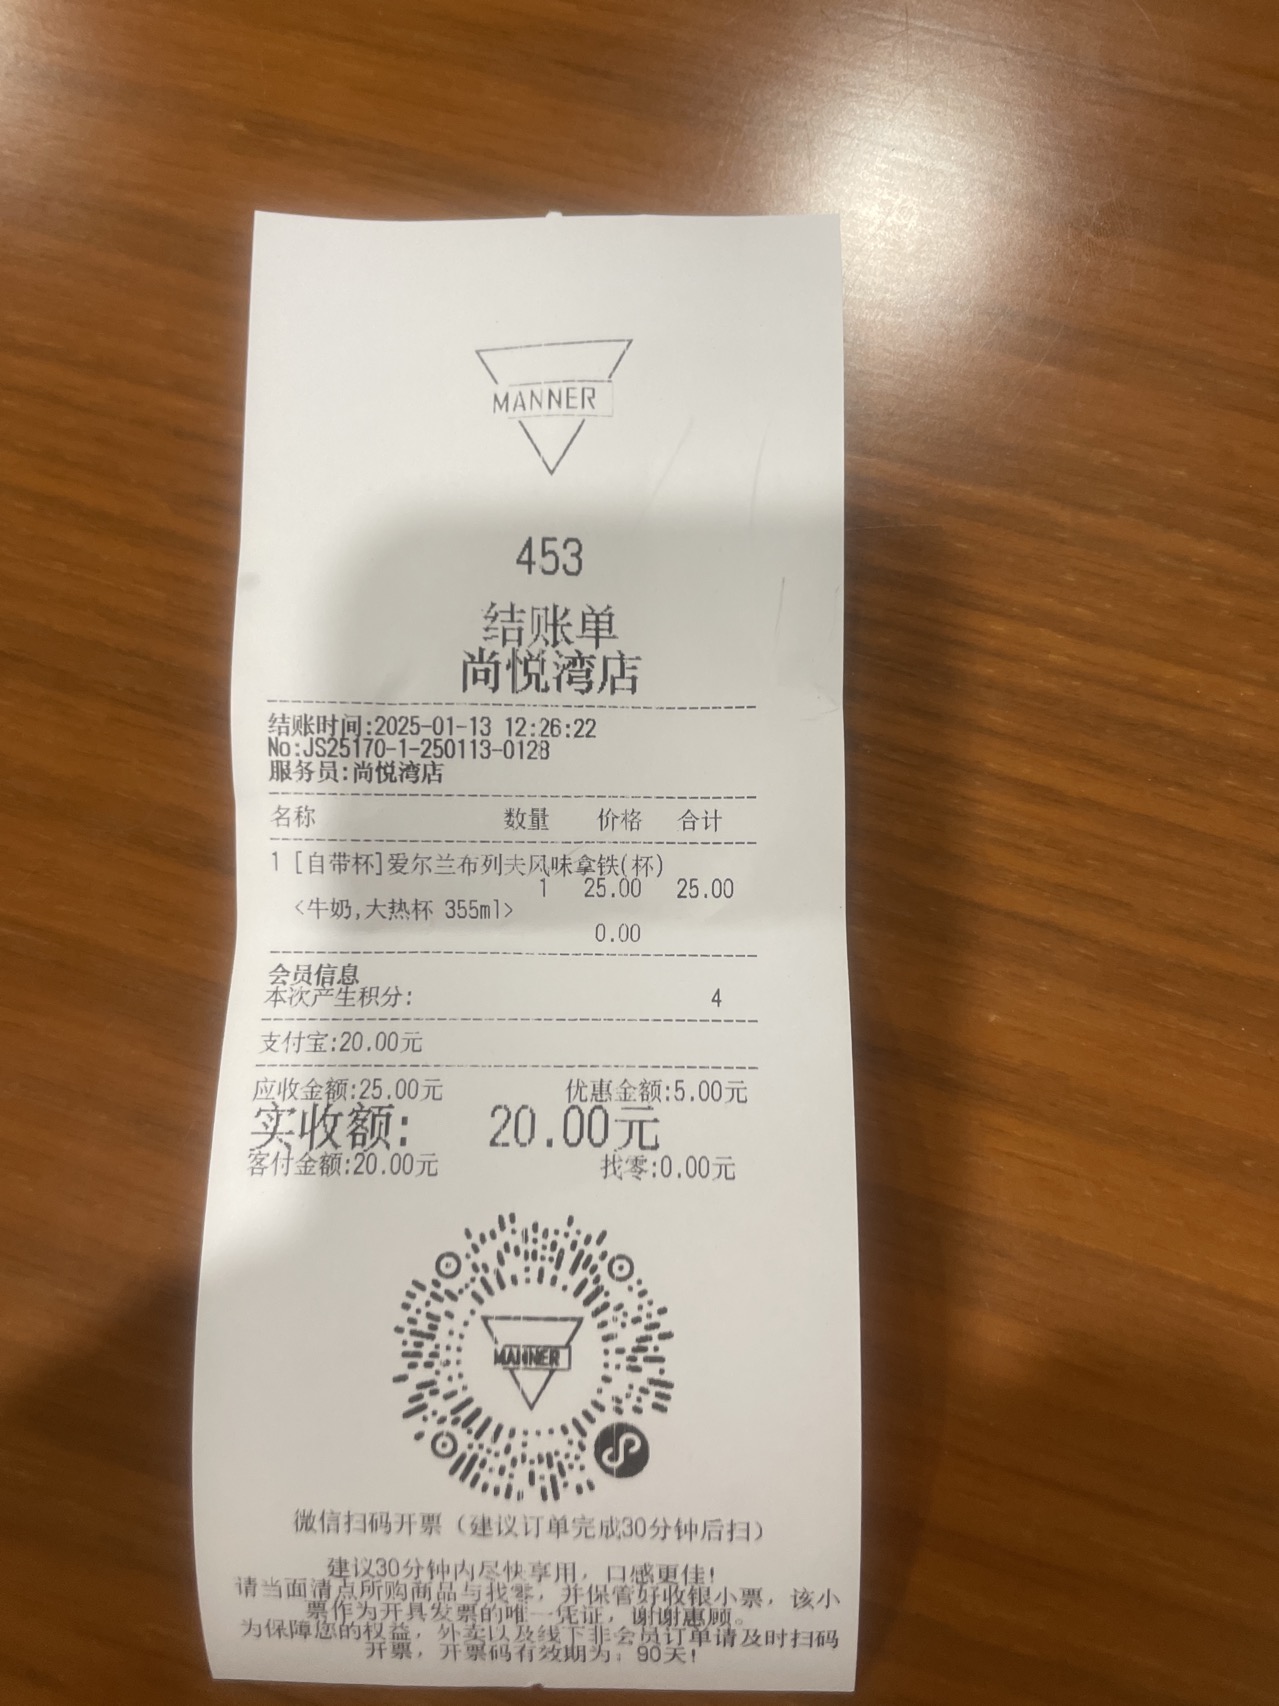 MANNER
453
结账单
尚悦湾店
结账时间:2025-01-13 12:26:22
No:JS25170-1-250113-0128
服务员:尚悦湾店
名称 数量 价格 合计
1 [自带杯]爱尔兰布列夫风味拿铁(杯)
1 25.00 25.00
<牛奶,大热杯 355ml>
0.00
会员信息
本次产生积分: 4
支付宝:20.00元
应收金额:25.00元 优惠金额:5.00元
实收额: 20.00元
客付金额:20.00元 找零:0.00元
MANNER
微信扫码开票（建议订单完成30分钟后扫）
建议30分钟内尽快享用，口感更佳!
请当面清点所购商品与找零，并保管好收银小票，该小
票作为开具发票的唯一凭证，谢谢惠顾。
为保障您的权益，外卖以及线下非会员订单请及时扫码
开票，开票码有效期为：90天!